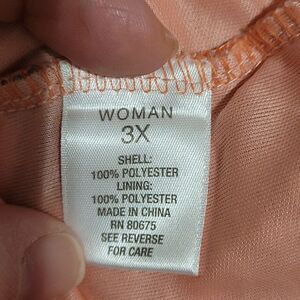 WOMAN
3X
SHELL:
100% POLYESTER
LINING:
100% POLYESTER
MADE IN CHINA
RN 80675
SEE REVERSE
FOR CARE